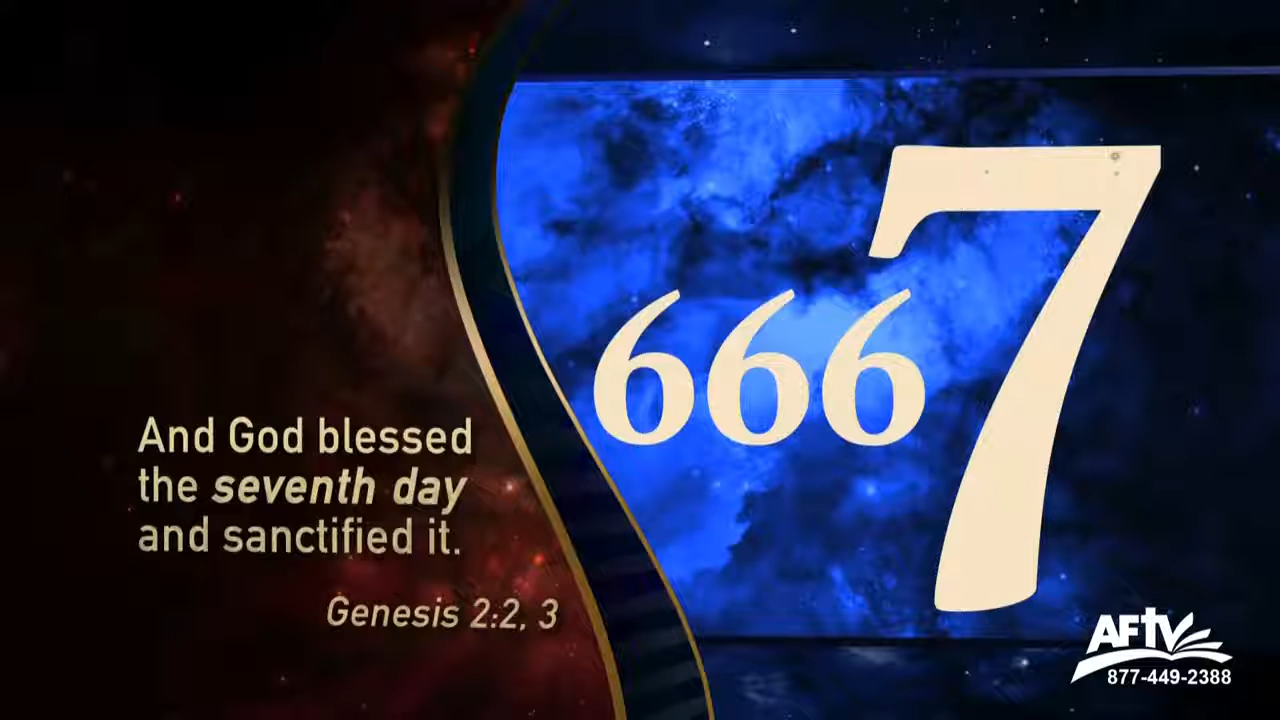 And God blessed
the seventh day
and sanctified it.
Genesis 2:2, 3
666 7
AFTV
877-449-2388